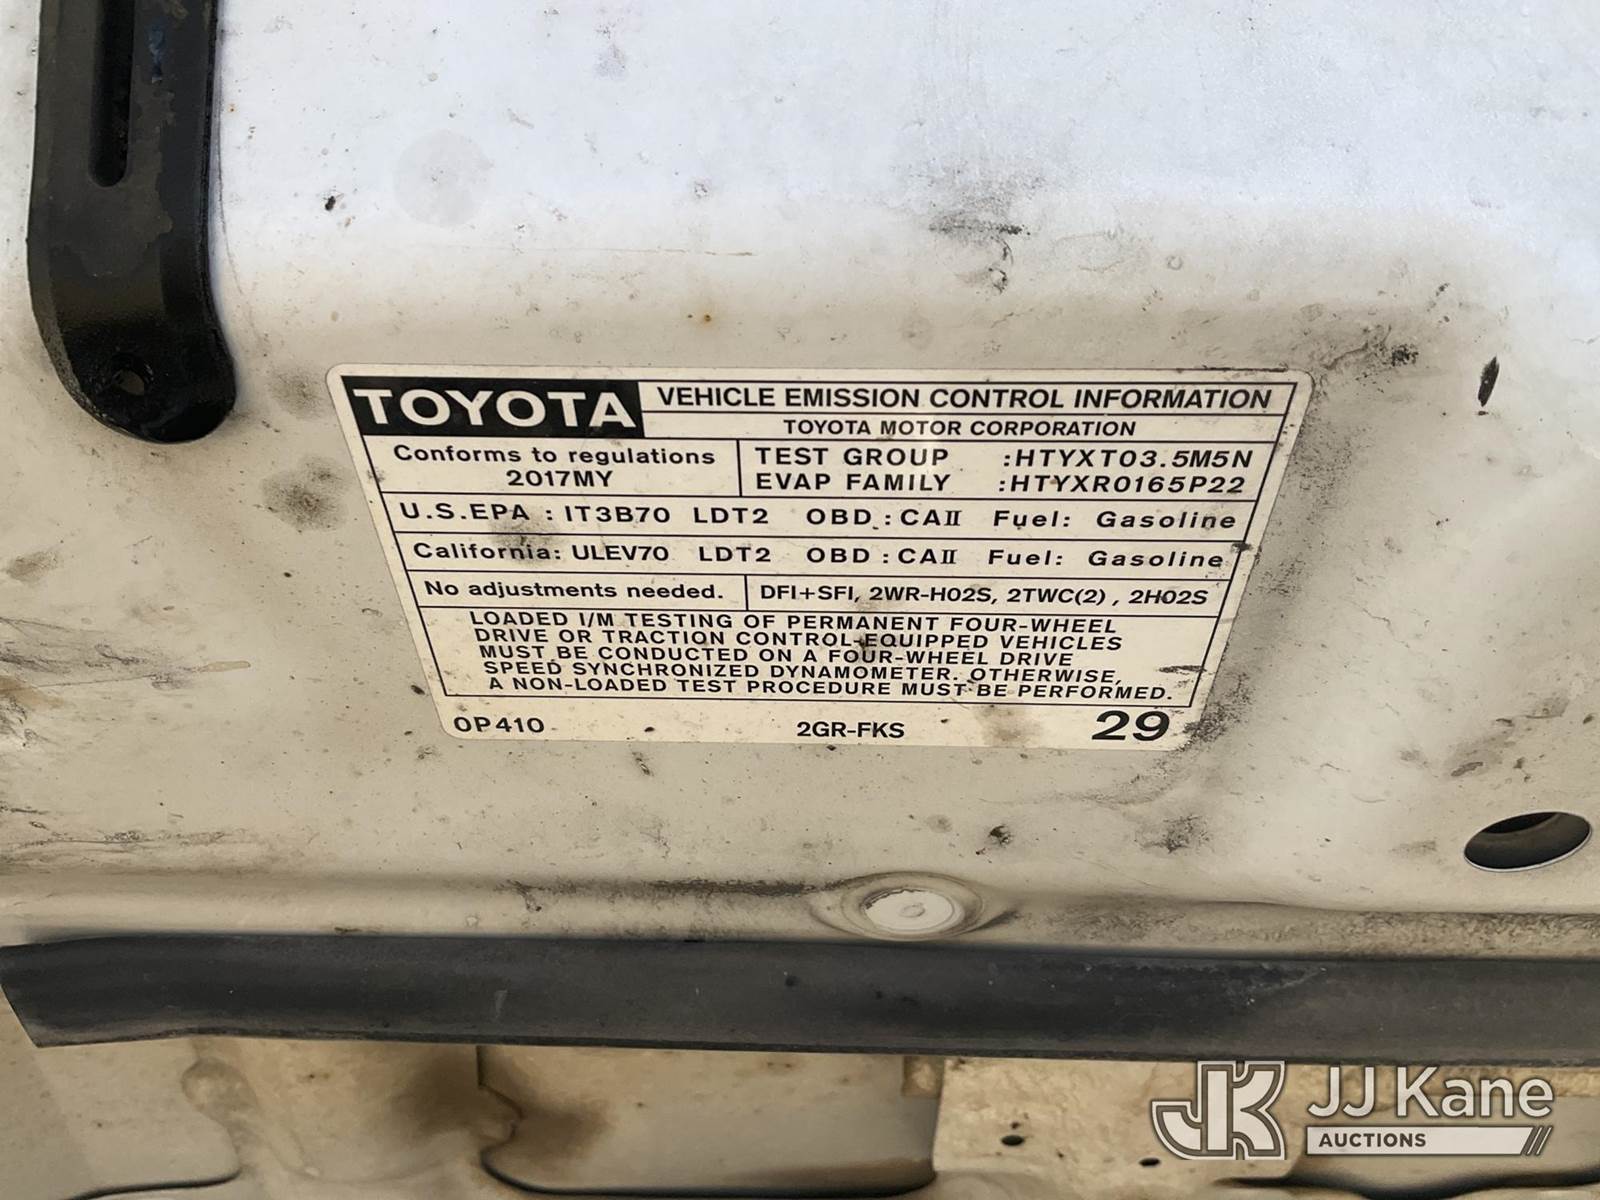 TOYOTA VEHICLE EMISSION CONTROL INFORMATION
TOYOTA MOTOR CORPORATION
Conforms to regulations
2017MY
TEST GROUP :HTYXT03.5M5N
EVAP FAMILY :HTYXR0165P22
U.S.EPA : IT3B70 LDT2 OBD : CAII Fuel: Gasoline
California: ULEV70 LDT2 OBD : CAII Fuel: Gasoline
No adjustments needed. DFI+SFI, 2WR-HO2S, 2TWC(2) , 2HO2S
LOADED I/M TESTING OF PERMANENT FOUR-WHEEL
DRIVE OR TRACTION CONTROL-EQUIPPED VEHICLES
MUST BE CONDUCTED ON A FOUR-WHEEL DRIVE
SPEED SYNCHRONIZED DYNAMOMETER. OTHERWISE,
A NON-LOADED TEST PROCEDURE MUST BE PERFORMED.
0P410 2GR-FKS 29
JK JJ Kane
AUCTIONS